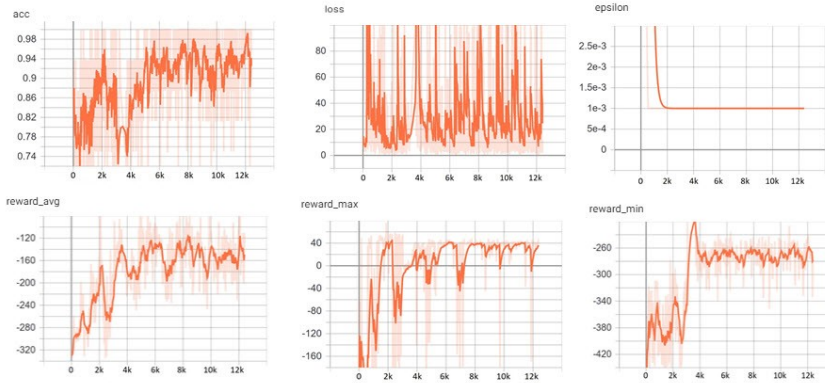 acc
0.98
0.94
0.9
0.86
0.82
0.78
0.74
0 2k 4k 6k 8k 10k 12k
loss
80
60
40
20
0
0 2k 4k 6k 8k 10k 12k
epsilon
2.5e-3
2e-3
1.5e-3
1e-3
5e-4
0
0 2k 4k 6k 8k 10k 12k
reward_avg
-120
-160
-200
-240
-280
-320
0 2k 4k 6k 8k 10k 12k
reward_max
40
0
-40
-80
-120
-160
0 2k 4k 6k 8k 10k 12k
reward_min
-260
-300
-340
-380
-420
0 2k 4k 6k 8k 10k 12k